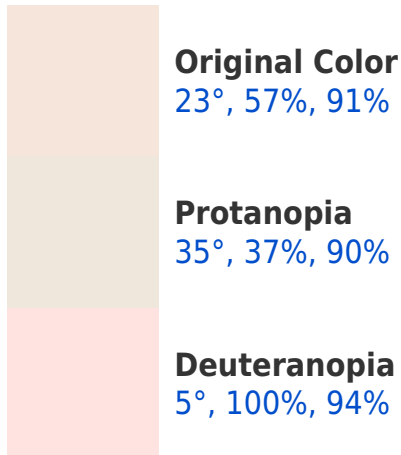 Original Color
23°, 57%, 91%
Protanopia
35°, 37%, 90%
Deuteranopia
5°, 100%, 94%